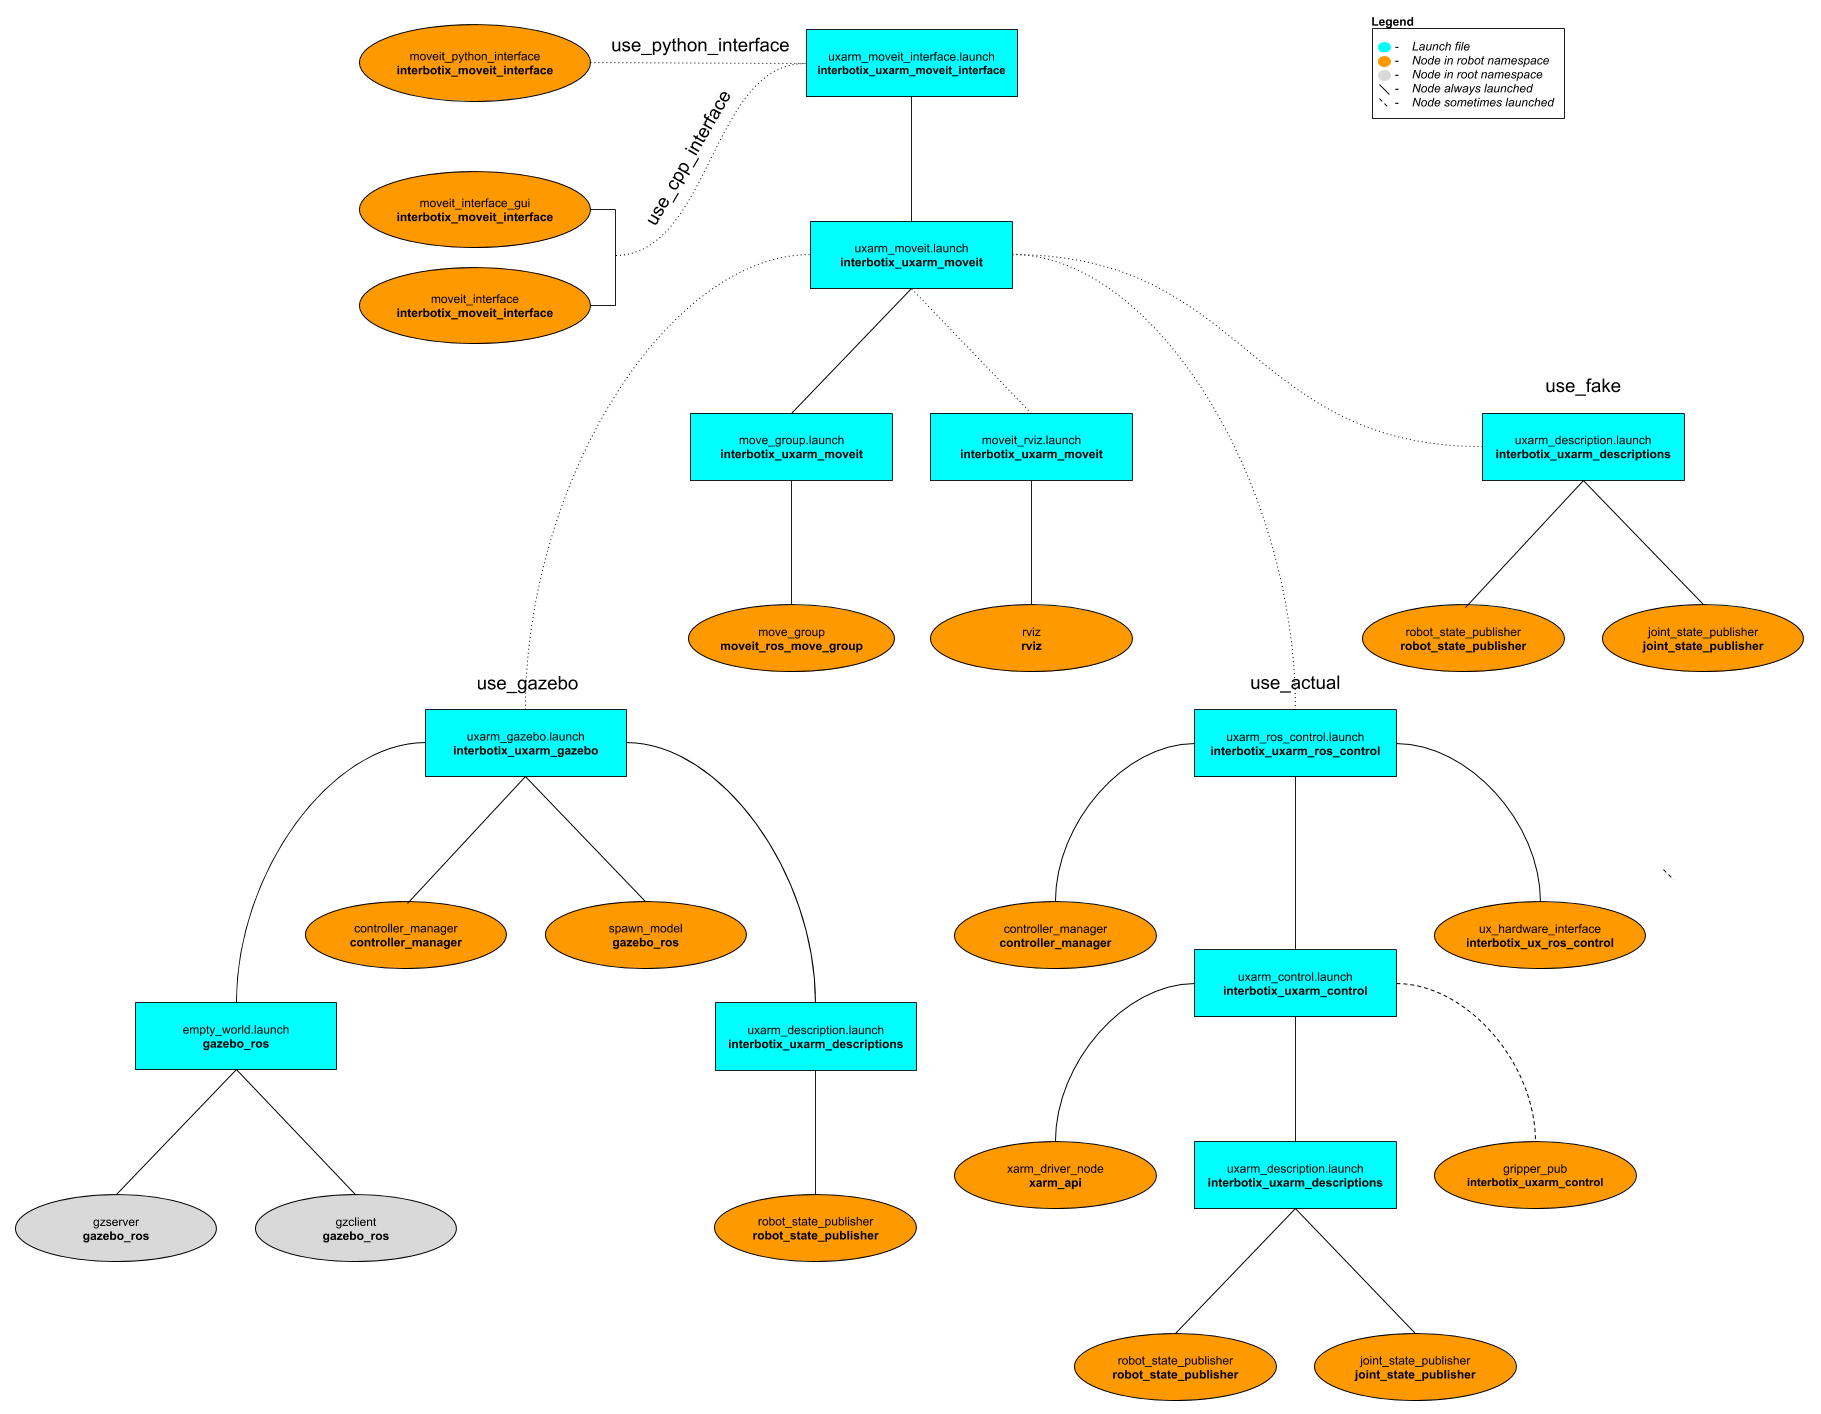 Legend
- Launch file
- Node in robot namespace
- Node in root namespace
- Node always launched
- Node sometimes launched
moveit_python_interface
interbotix_moveit_interface
use_python_interface
uxarm_moveit_interface.launch
interbotix_uxarm_moveit_interface
use_cpp_interface
moveit_interface_gui
interbotix_moveit_interface
moveit_interface
interbotix_moveit_interface
uxarm_moveit.launch
interbotix_uxarm_moveit
use_fake
move_group.launch
interbotix_uxarm_moveit
moveit_rviz.launch
interbotix_uxarm_moveit
uxarm_description.launch
interbotix_uxarm_descriptions
move_group
moveit_ros_move_group
rviz
rviz
robot_state_publisher
robot_state_publisher
joint_state_publisher
joint_state_publisher
use_gazebo
use_actual
uxarm_gazebo.launch
interbotix_uxarm_gazebo
uxarm_ros_control.launch
interbotix_uxarm_ros_control
controller_manager
controller_manager
spawn_model
gazebo_ros
controller_manager
controller_manager
ux_hardware_interface
interbotix_ux_ros_control
uxarm_control.launch
interbotix_uxarm_control
empty_world.launch
gazebo_ros
uxarm_description.launch
interbotix_uxarm_descriptions
xarm_driver_node
xarm_api
uxarm_description.launch
interbotix_uxarm_descriptions
gripper_pub
interbotix_uxarm_control
gzserver
gazebo_ros
gzclient
gazebo_ros
robot_state_publisher
robot_state_publisher
robot_state_publisher
robot_state_publisher
joint_state_publisher
joint_state_publisher